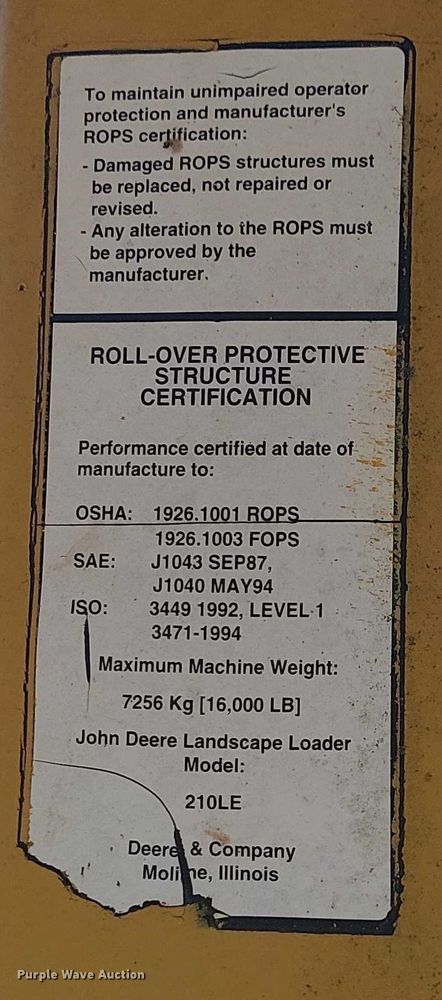 To maintain unimpaired operator
protection and manufacturer's
ROPS certification:
- Damaged ROPS structures must
be replaced, not repaired or
revised.
- Any alteration to the ROPS must
be approved by the
manufacturer.
ROLL-OVER PROTECTIVE
STRUCTURE
CERTIFICATION
Performance certified at date of
manufacture to:
OSHA: 1926.1001 ROPS
1926.1003 FOPS
SAE: J1043 SEP87,
J1040 MAY94
ISO: 3449 1992, LEVEL 1
3471-1994
Maximum Machine Weight:
7256 Kg [16,000 LB]
John Deere Landscape Loader
Model:
210LE
Deere & Company
Moline, Illinois
Purple Wave Auction